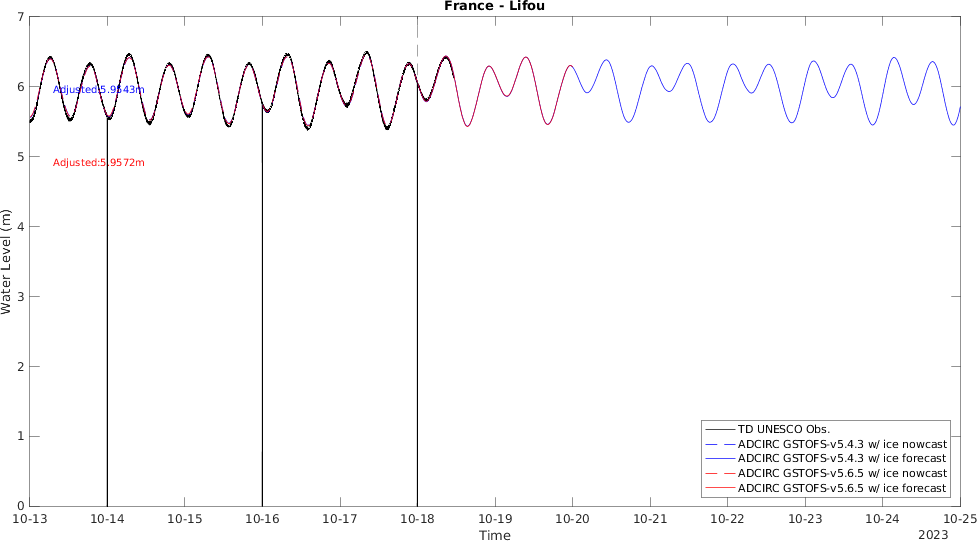 France - Lifou
7
6
5
4
3
2
1
0
Water Level (m)
Adjusted:5.9543m
Adjusted:5.9572m
TD UNESCO Obs.
ADCIRC GSTOFS-v5.4.3 w/ ice nowcast
ADCIRC GSTOFS-v5.4.3 w/ ice forecast
ADCIRC GSTOFS-v5.6.5 w/ ice nowcast
ADCIRC GSTOFS-v5.6.5 w/ ice forecast
10-13 10-14 10-16 10-17 10-18 10-19 10-20 10-21 10-22 10-23 10-24 10-25
Time
2023